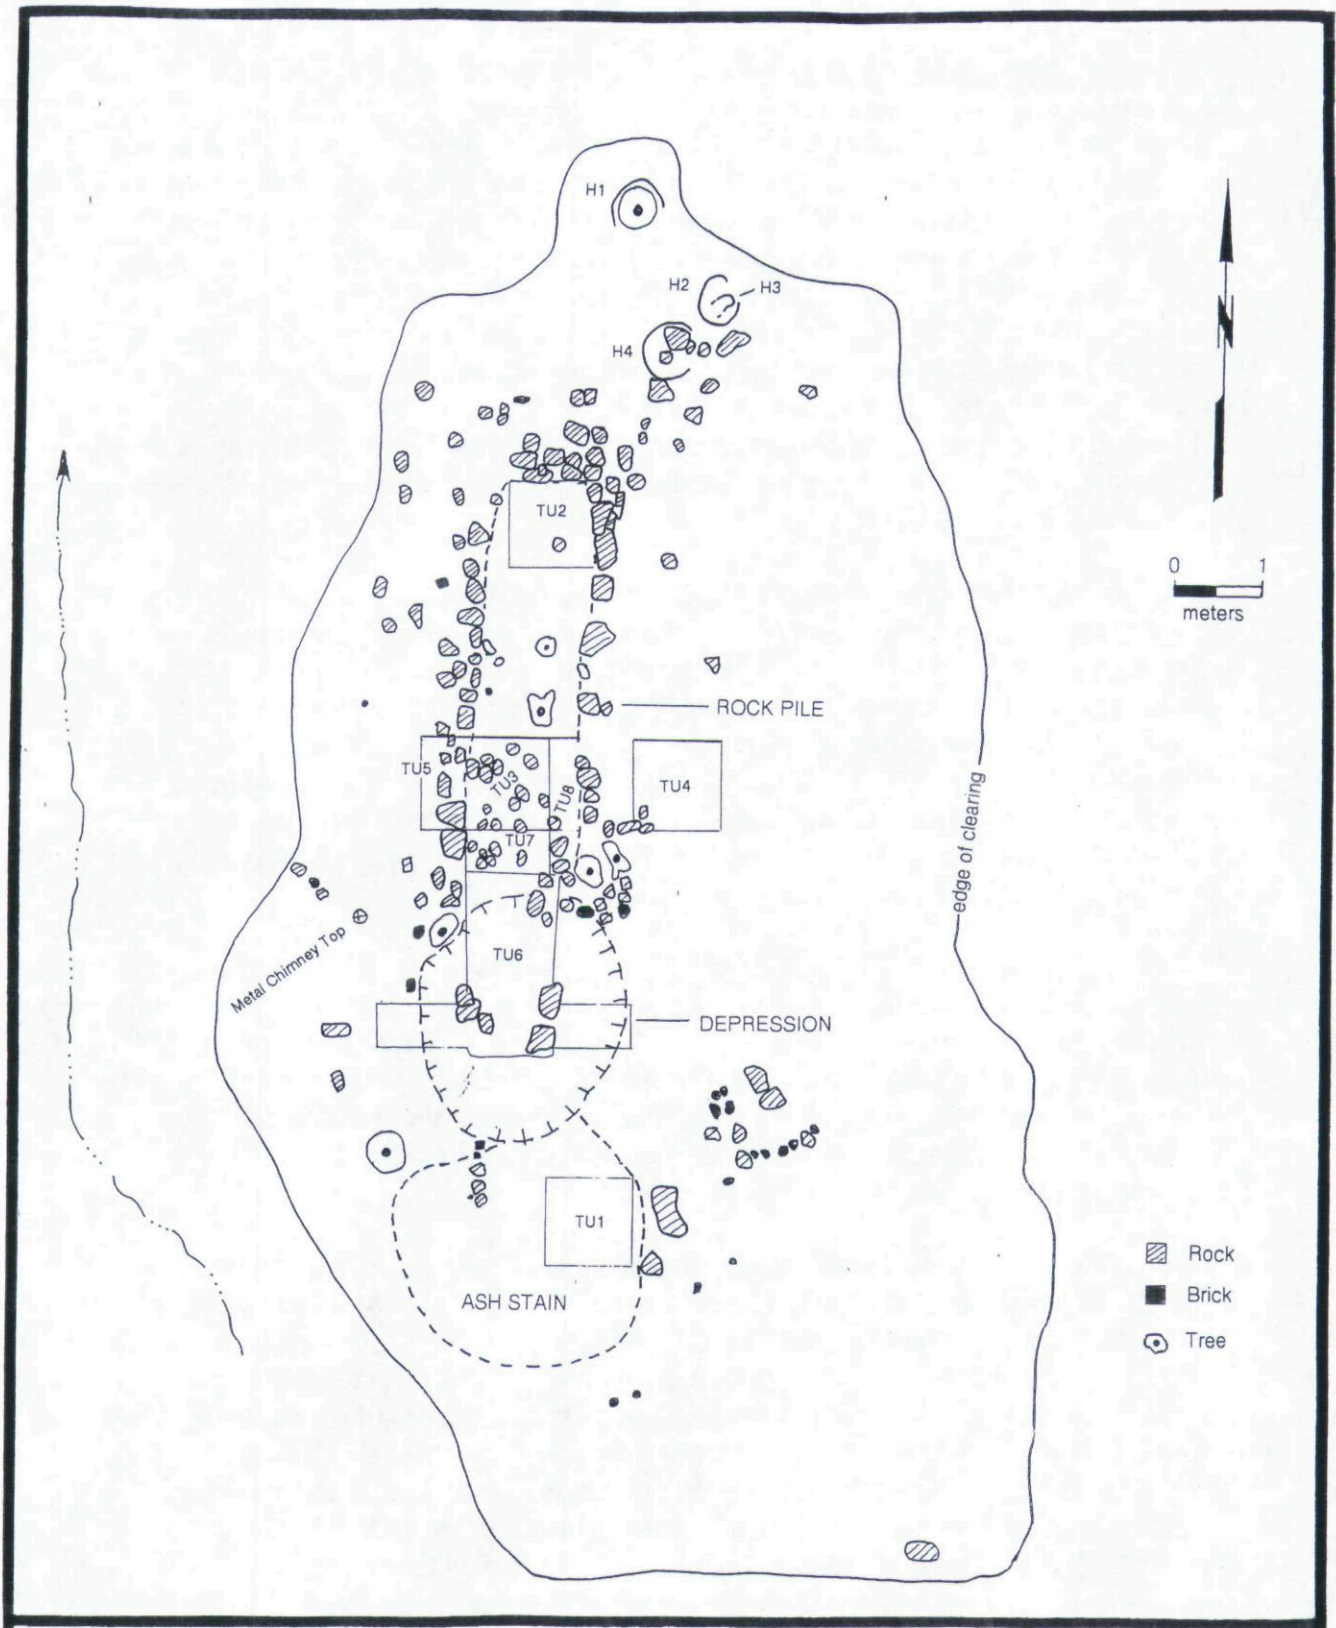 H1
H2
H3
H4
TU2
0 1
meters
ROCK PILE
TU5
TU3
TU8
TU4
TU7
edge of clearing
Metal Chimney Top
TU6
DEPRESSION
TU1
ASH STAIN
Rock
Brick
Tree
N